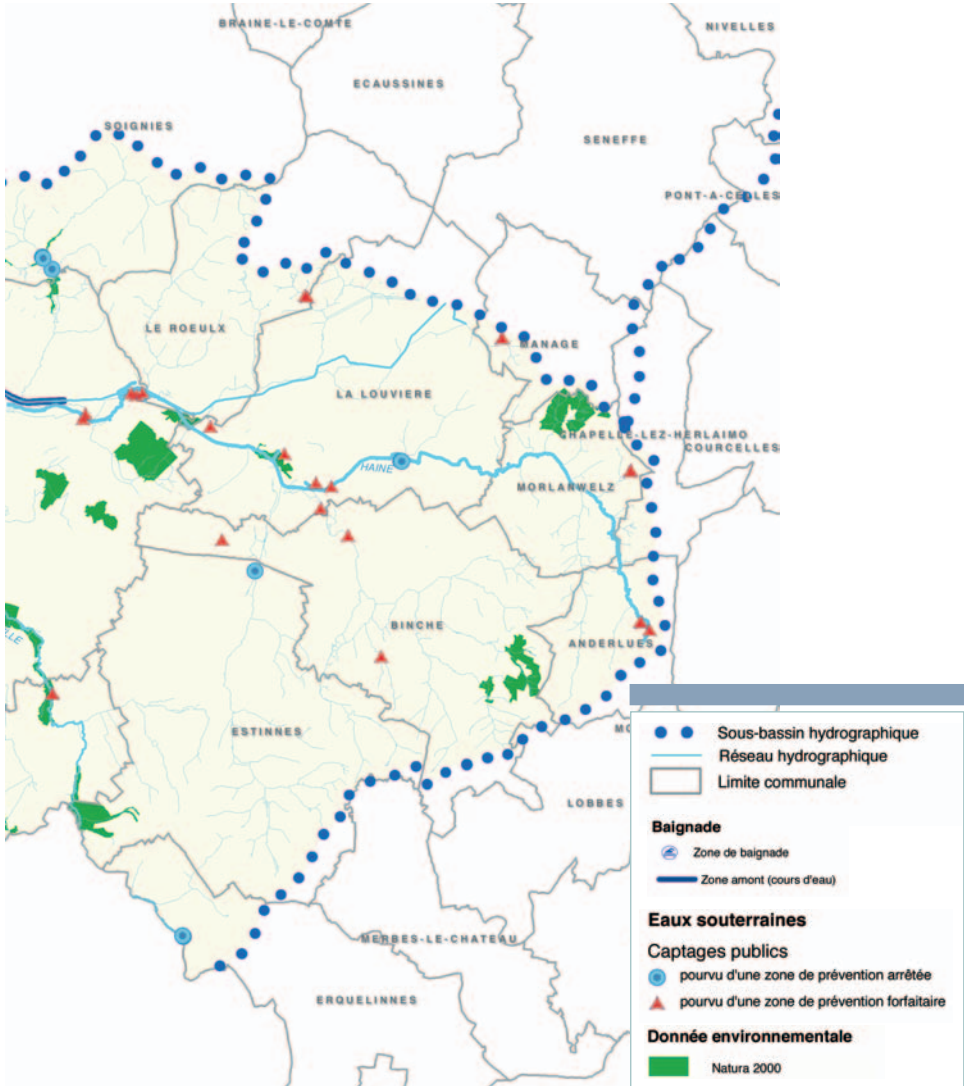 BRAINE-LE-COMTE
NIVELLES
ECAUSSINES
SOIGNIES
SENEFFE
PONT-A-CELLES
LE ROEULX
MANAGE
LA LOUVIERE
CHAPELLE-LEZ-HERLAIMO
COURCELLES
HAINE
MORLANWELZ
BINCHE
ANDERLUES
ELLE
ESTINNES
MO
LOBBES
MERBES-LE-CHATEAU
ERQUELINNES
Sous-bassin hydrographique
Réseau hydrographique
Limite communale
Baignade
Zone de baignade
Zone amont (cours d'eau)
Eaux souterraines
Captages publics
pourvu d'une zone de prévention arrêtée
pourvu d'une zone de prévention forfaitaire
Donnée environnementale
Natura 2000